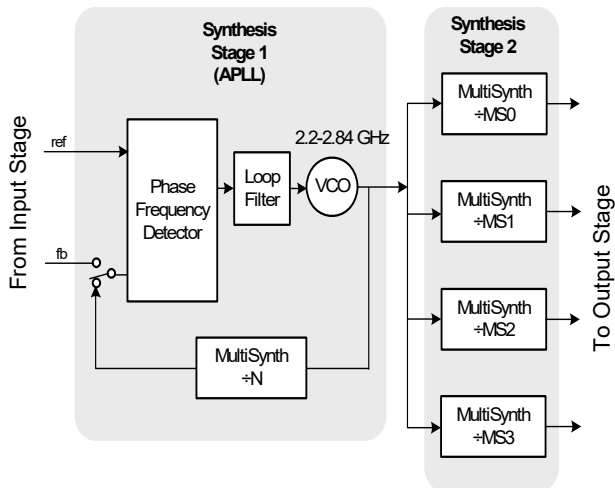 Synthesis
Stage 1
(APLL)
Synthesis
Stage 2
From Input Stage
ref
fb
Phase
Frequency
Detector
Loop
Filter
2.2-2.84 GHz
VCO
MultiSynth
÷N
MultiSynth
÷MS0
MultiSynth
÷MS1
MultiSynth
÷MS2
MultiSynth
÷MS3
To Output Stage